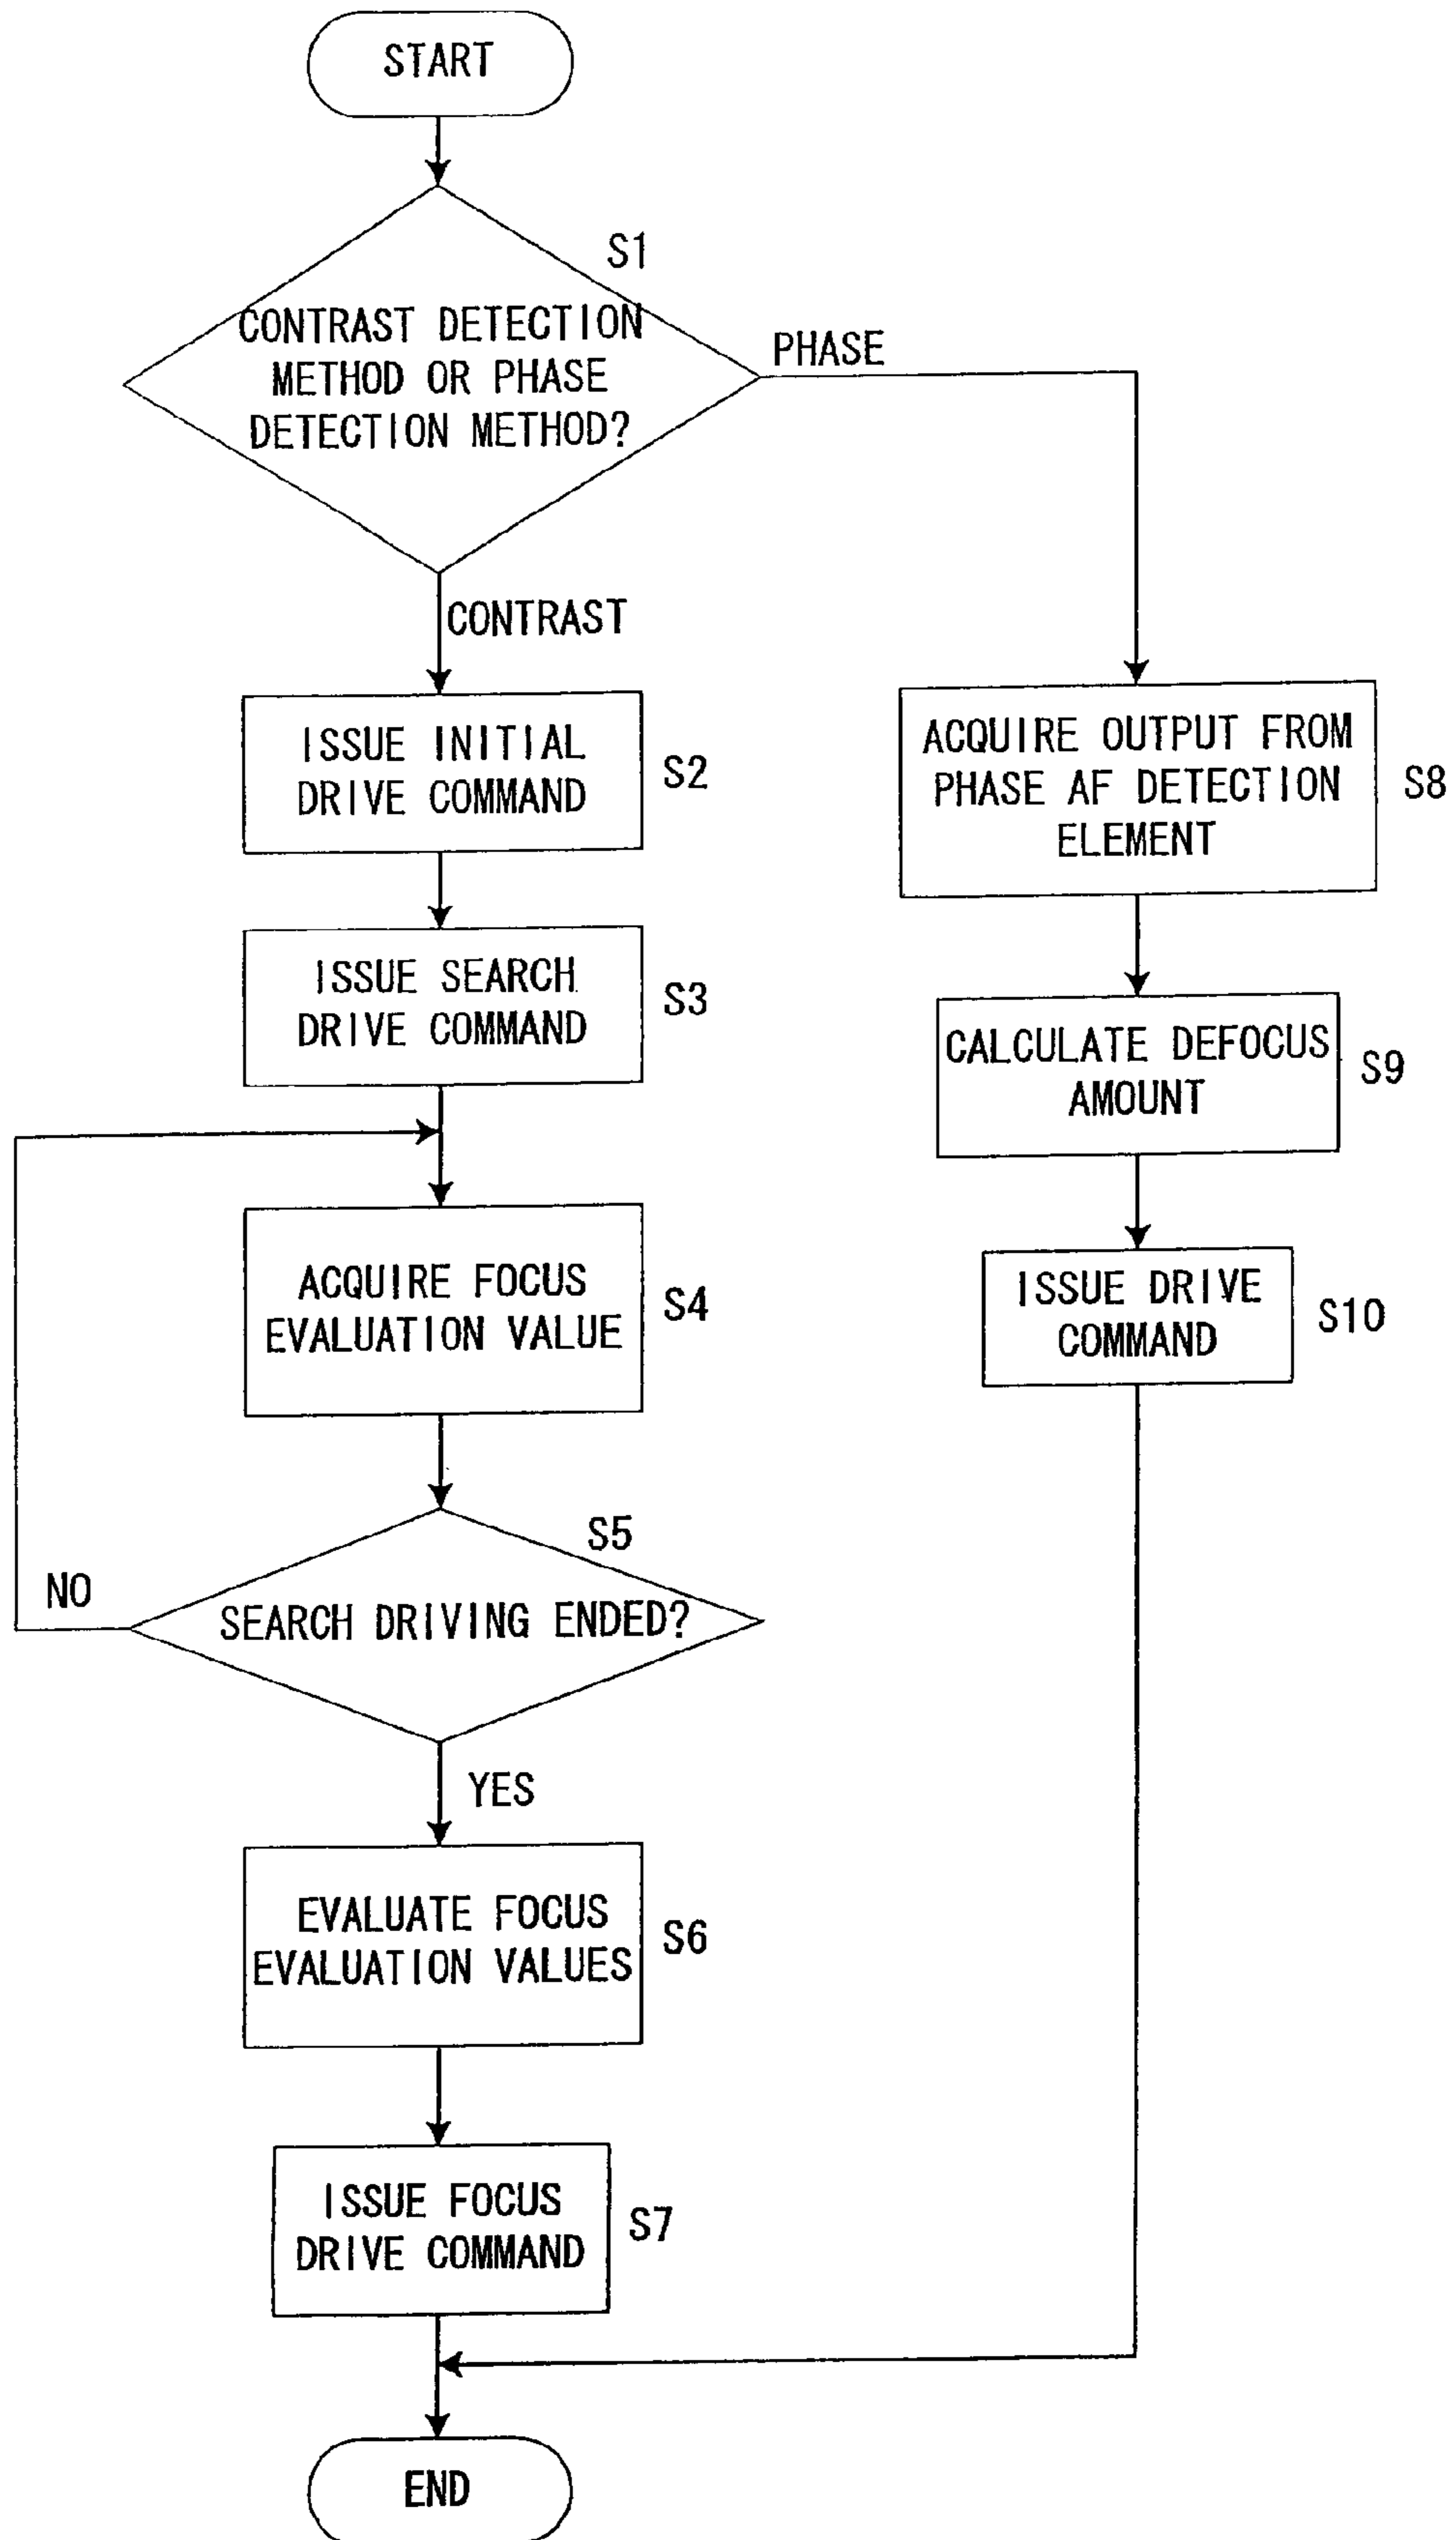 START
S1
CONTRAST DETECTION
METHOD OR PHASE
DETECTION METHOD?
PHASE
CONTRAST
ISSUE INITIAL
DRIVE COMMAND
S2
ISSUE SEARCH
DRIVE COMMAND
S3
ACQUIRE FOCUS
EVALUATION VALUE
S4
S5
SEARCH DRIVING ENDED?
NO
YES
EVALUATE FOCUS
EVALUATION VALUES
S6
ISSUE FOCUS
DRIVE COMMAND
S7
ACQUIRE OUTPUT FROM
PHASE AF DETECTION
ELEMENT
S8
CALCULATE DEFOCUS
AMOUNT
S9
ISSUE DRIVE
COMMAND
S10
END